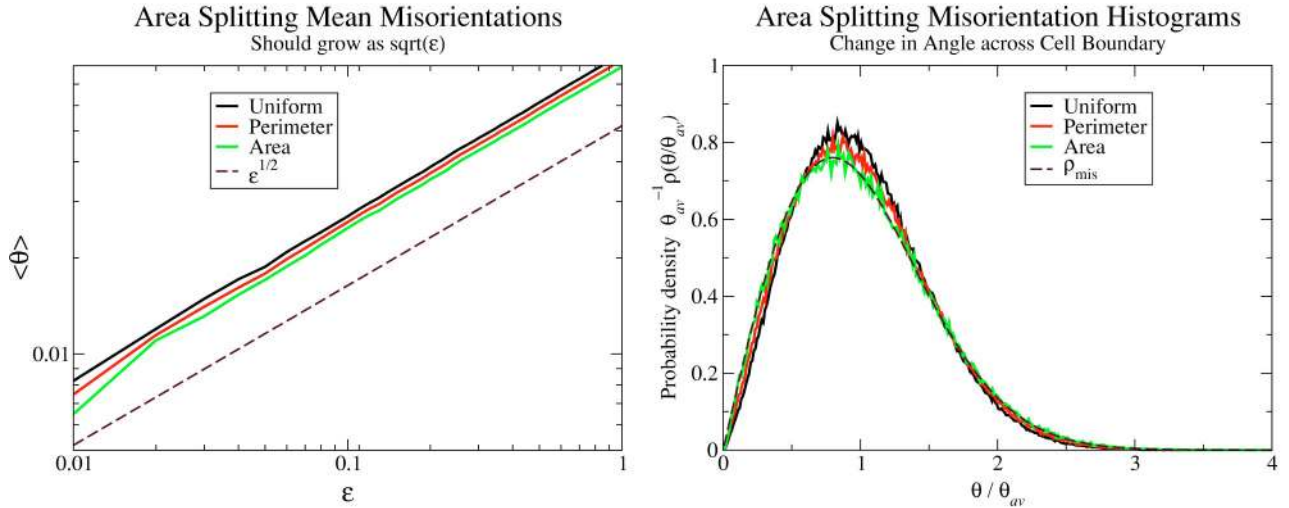 Area Splitting Mean Misorientations
Should grow as sqrt(ε)
Uniform
Perimeter
Area
ε^1/2
<θ>
0.01
0.01
0.1
1
ε
Area Splitting Misorientation Histograms
Change in Angle across Cell Boundary
Uniform
Perimeter
Area
ρ_mis
Probability density θ_av^-1 ρ(θ/θ_av)
1
0.8
0.6
0.4
0.2
0
0
1
2
3
4
θ / θ_av